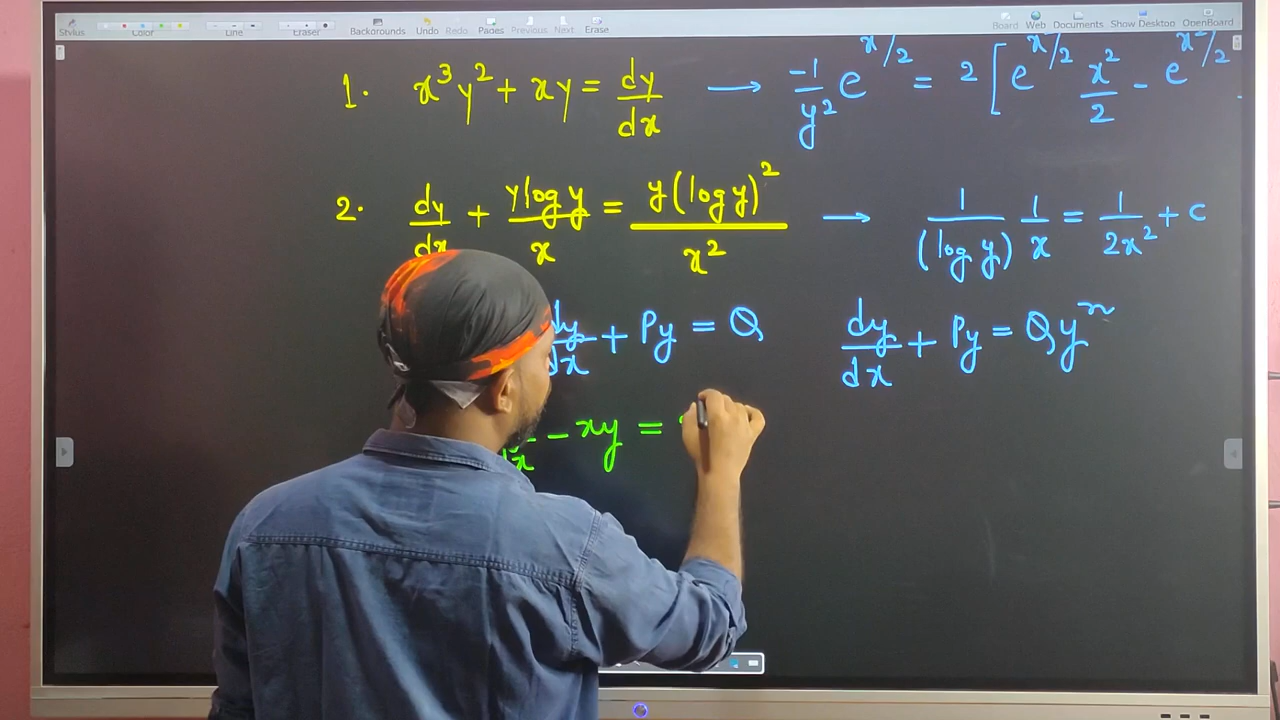 Stylus Color Line Eraser Backgrounds Undo Redo Pages Previous Next Erase Board Web Documents Show Desktop OpenBoard
1. x³y² + xy = dy/dx → -1/y² e^(x/2) = 2 [ e^(x/2) x²/2 - e^(x²/2)
2. dy/dx + y log y/x = y(log y)²/x² → 1/(log y) 1/x = 1/2x² + c
dy/dx + Py = Q dy/dx + Py = Qyⁿ
- xy =